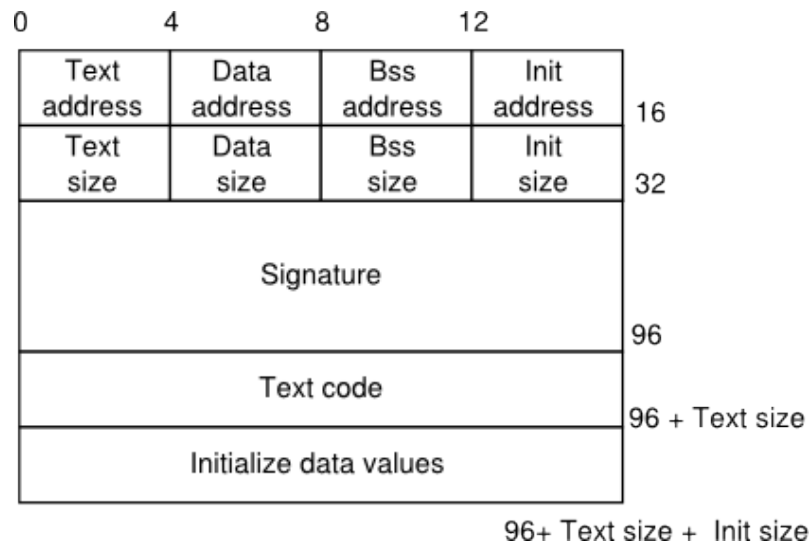 0 4 8 12
Text Data Bss Init
address address address address
16
Text Data Bss Init
size size size size
32
Signature
96
Text code
96 + Text size
Initialize data values
96+ Text size + Init size